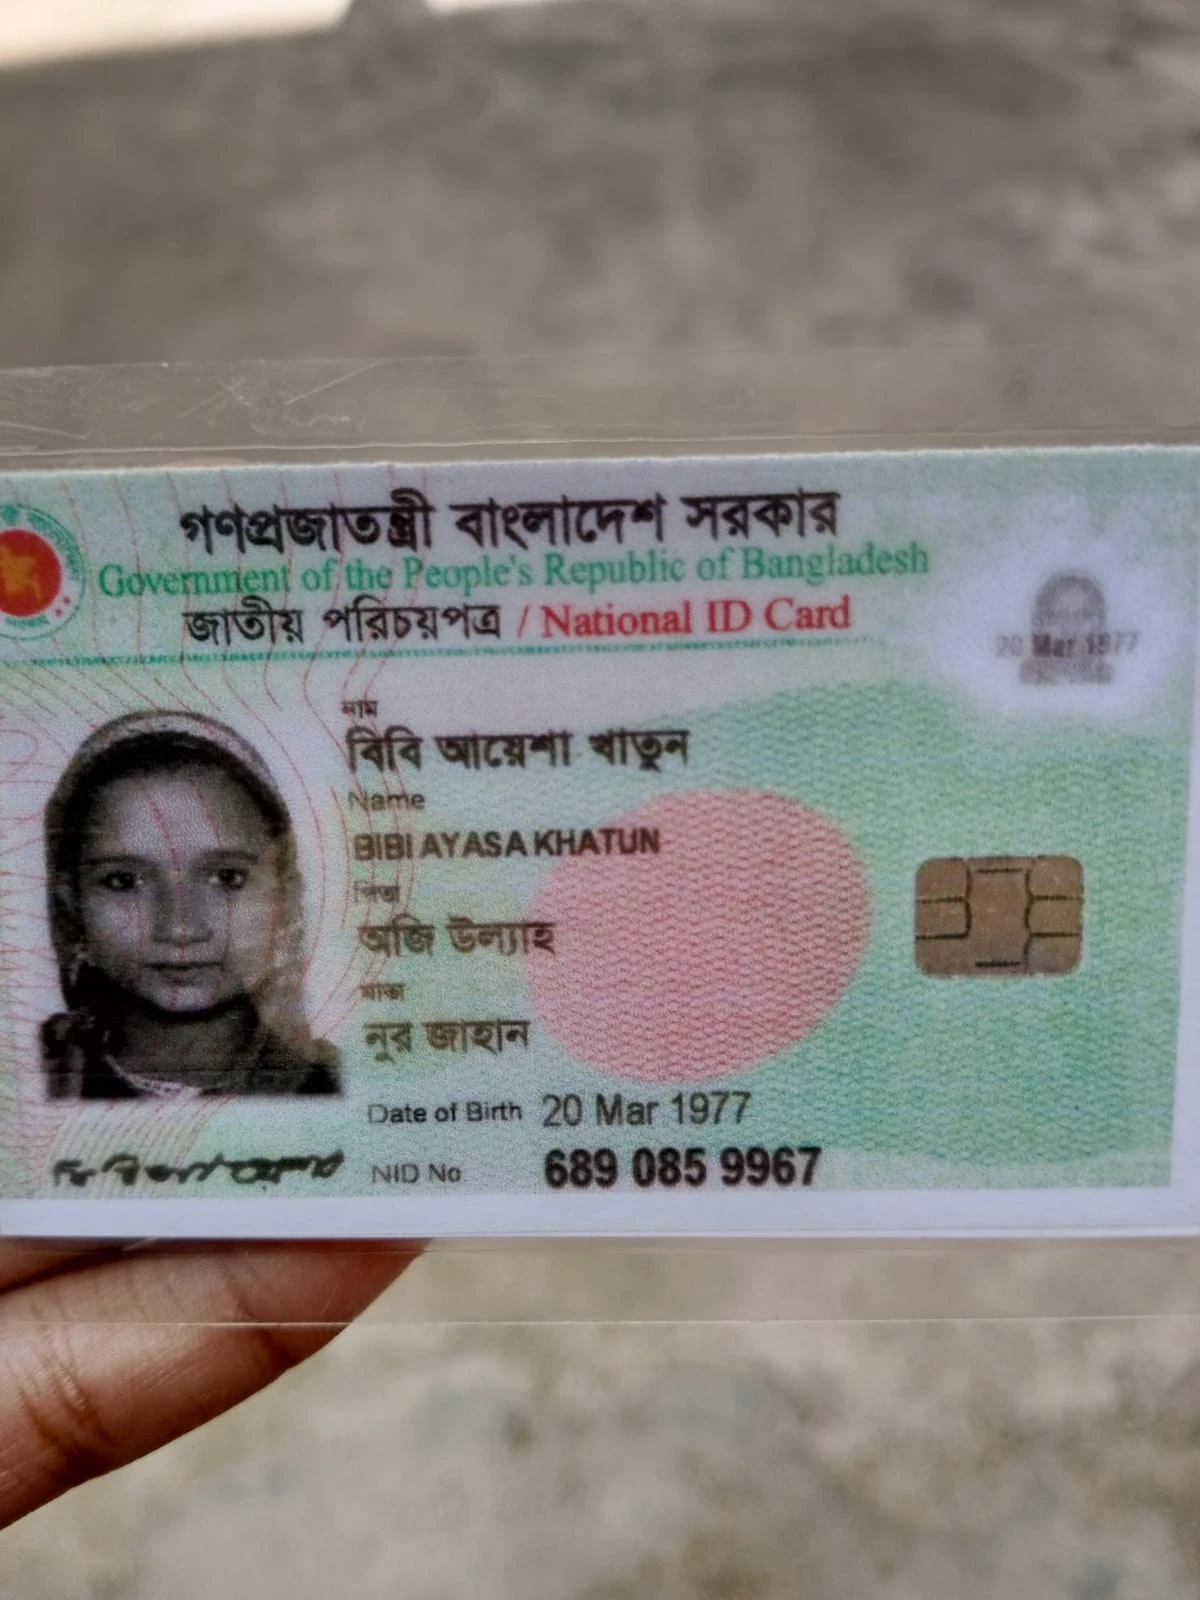 গণপ্রজাতন্ত্রী বাংলাদেশ সরকার
Government of the People's Republic of Bangladesh
জাতীয় পরিচয়পত্র / National ID Card
20 Mar 1977
নাম
বিবি আয়েশা খাতুন
Name
BIBI AYASA KHATUN
পিতা
অজি উল্যাহ
মাতা
নুর জাহান
Date of Birth 20 Mar 1977
NID No 689 085 9967